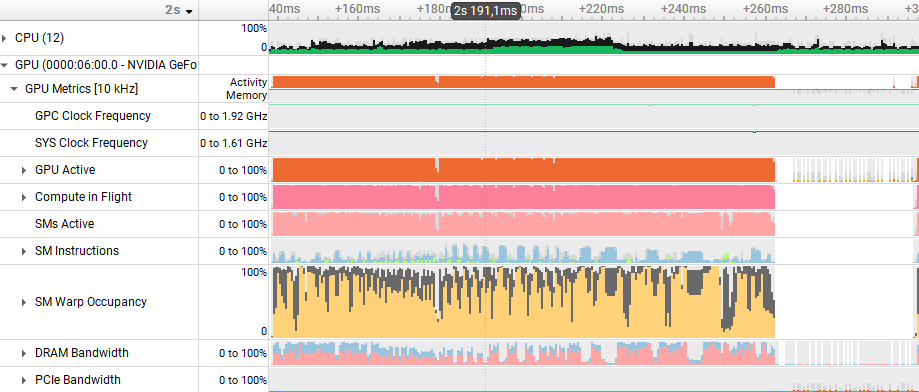 2s 40ms +160ms +180m 2s 191,1ms 00ms +220ms +240ms +260ms +280ms +3
CPU (12) 100% 0
GPU (0000:06:00.0 - NVIDIA GeFo
GPU Metrics [10 kHz] Activity
Memory
GPC Clock Frequency 0 to 1.92 GHz
SYS Clock Frequency 0 to 1.61 GHz
GPU Active 0 to 100%
Compute in Flight 0 to 100%
SMs Active 0 to 100%
SM Instructions 0 to 100%
SM Warp Occupancy 100% 0
DRAM Bandwidth 0 to 100%
PCIe Bandwidth 0 to 100%